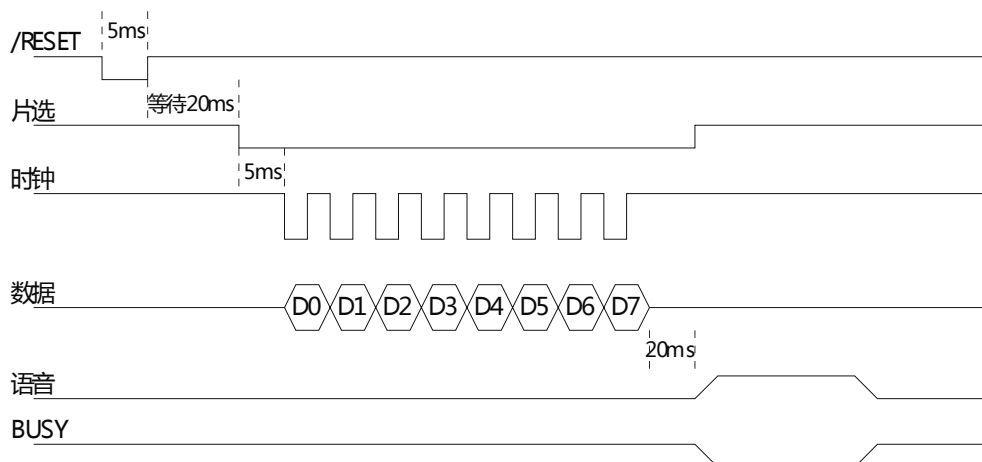 5ms
/RESET
等待20ms
片选
5ms
时钟
数据
D0 D1 D2 D3 D4 D5 D6 D7
20ms
语音
BUSY